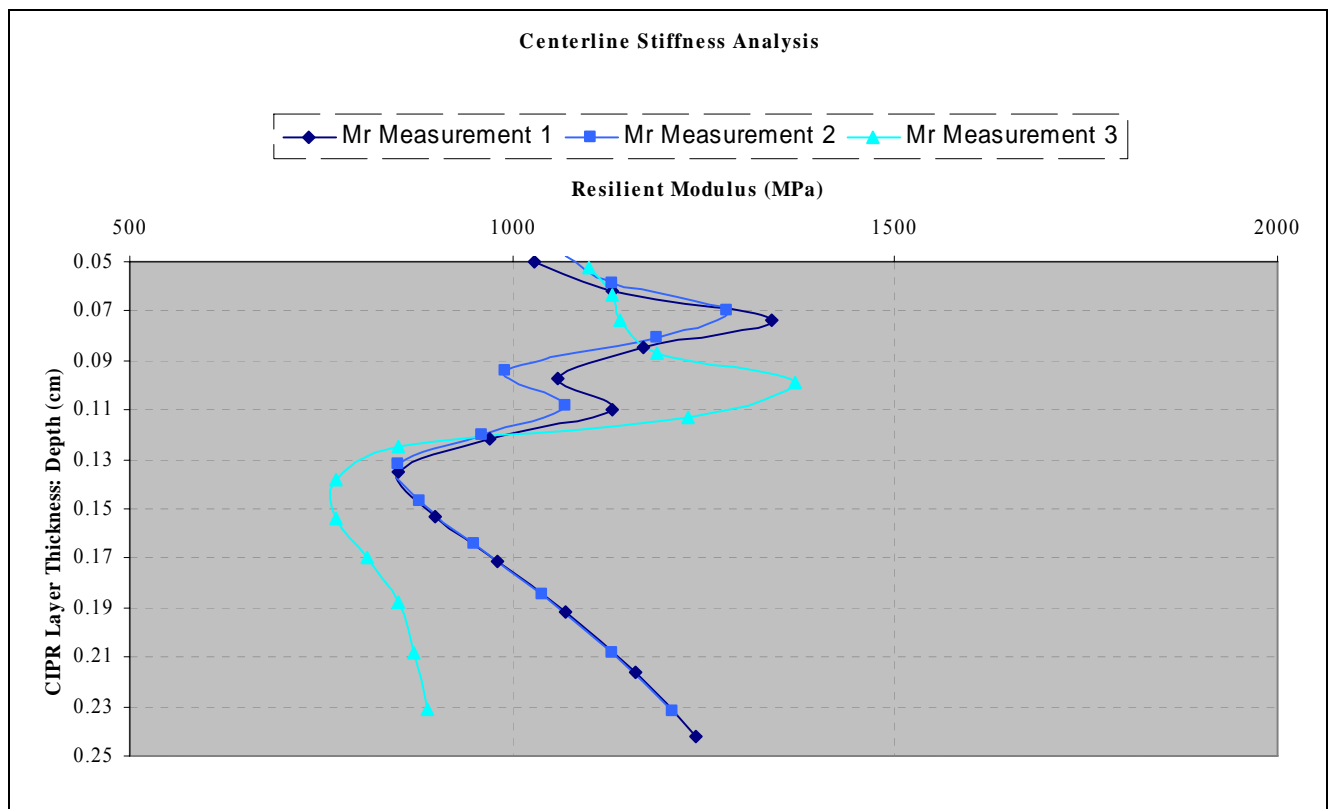 Centerline Stiffness Analysis
Mr Measurement 1 Mr Measurement 2 Mr Measurement 3
Resilient Modulus (MPa)
500 1000 1500 2000
CIPR Layer Thickness: Depth (cm)
0.05
0.07
0.09
0.11
0.13
0.15
0.17
0.19
0.21
0.23
0.25